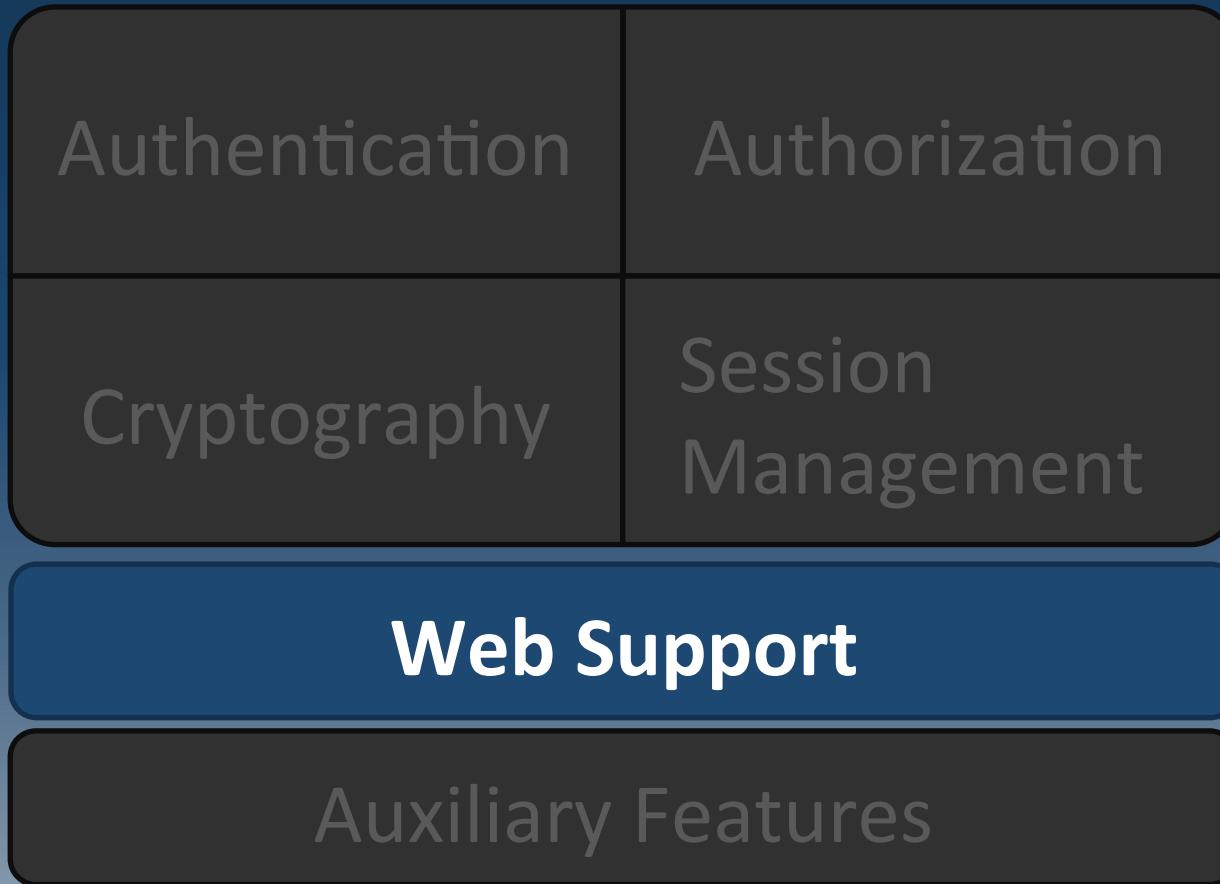 Authentication
Authorization
Cryptography
Session
Management
Web Support
Auxiliary Features